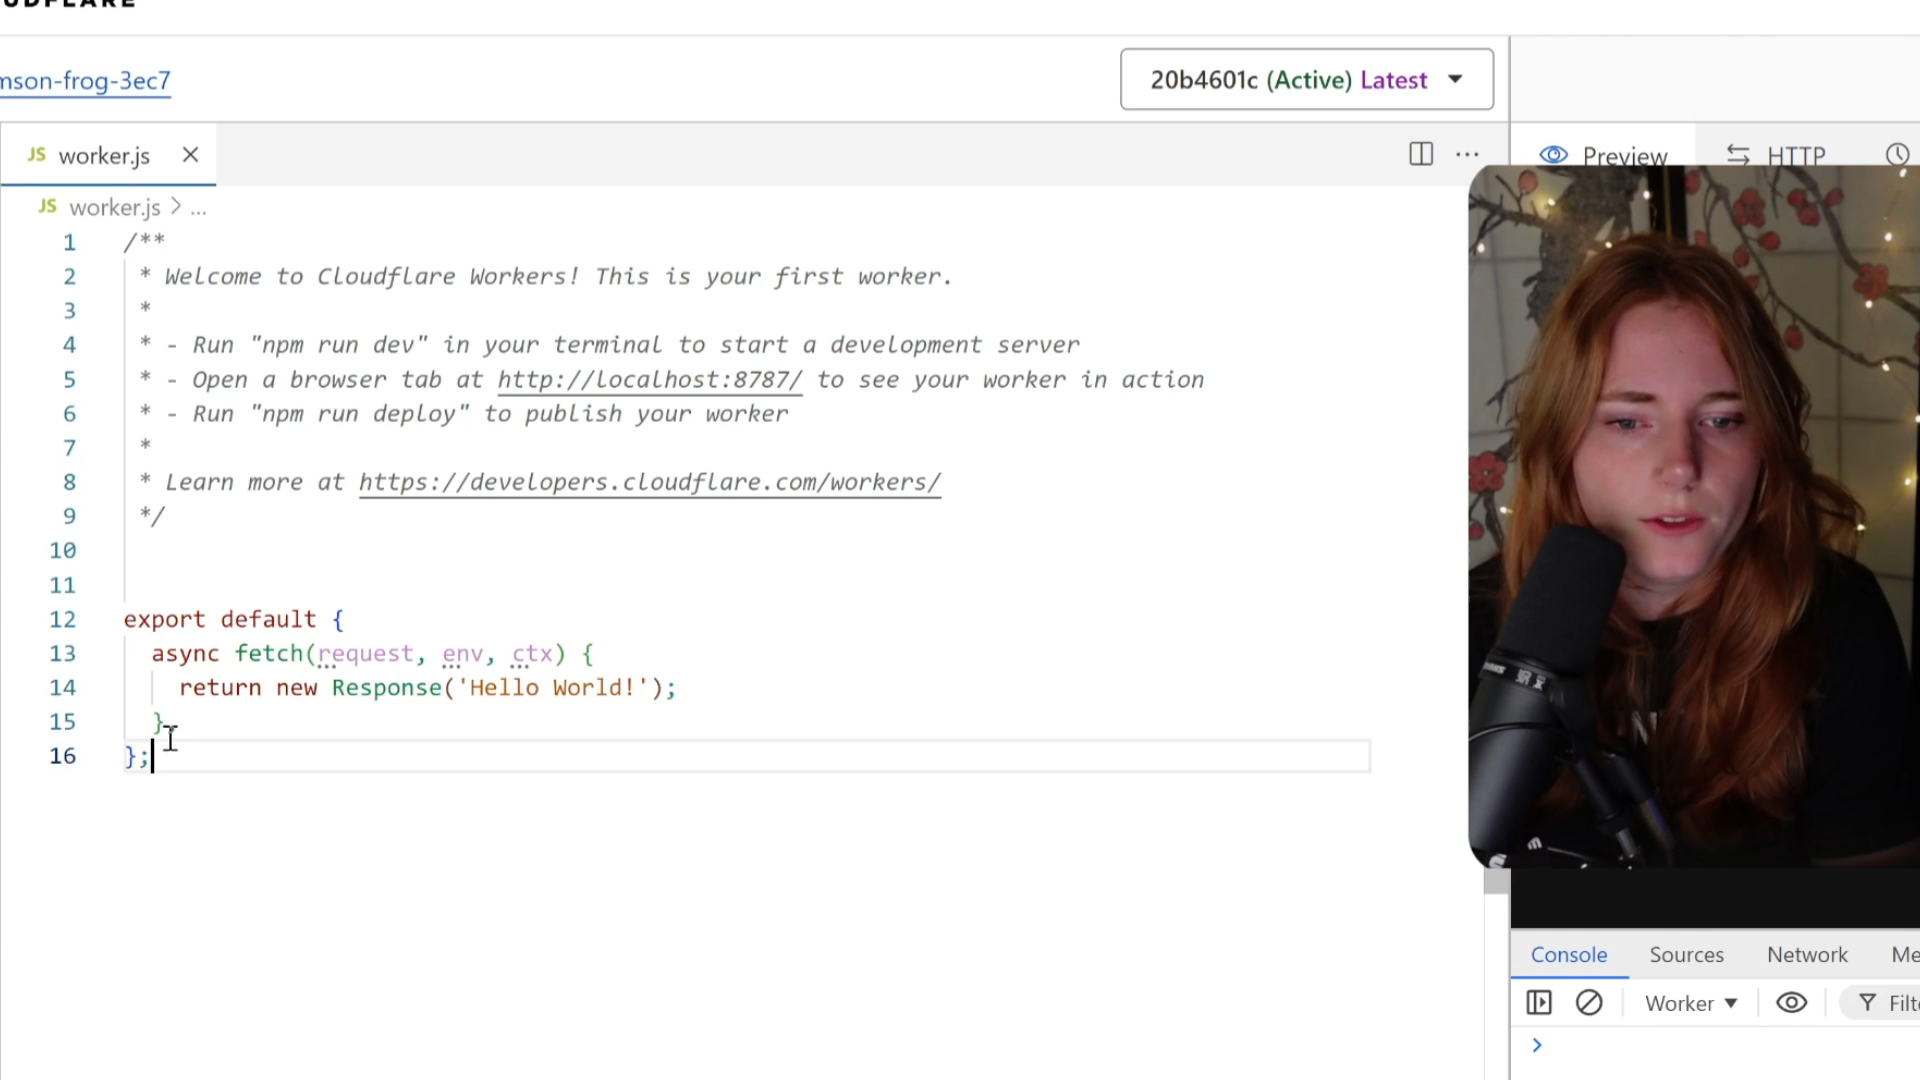 mson-frog-3ec7
20b4601c (Active) Latest
JS worker.js
Preview
HTTP
JS worker.js > ...
1 /**
2 * Welcome to Cloudflare Workers! This is your first worker.
3 *
4 * - Run "npm run dev" in your terminal to start a development server
5 * - Open a browser tab at http://localhost:8787/ to see your worker in action
6 * - Run "npm run deploy" to publish your worker
7 *
8 * Learn more at https://developers.cloudflare.com/workers/
9 */
10
11
12 export default {
13 async fetch(request, env, ctx) {
14 return new Response('Hello World!');
15 },
16 };
Console Sources Network Me
Worker Filt
>